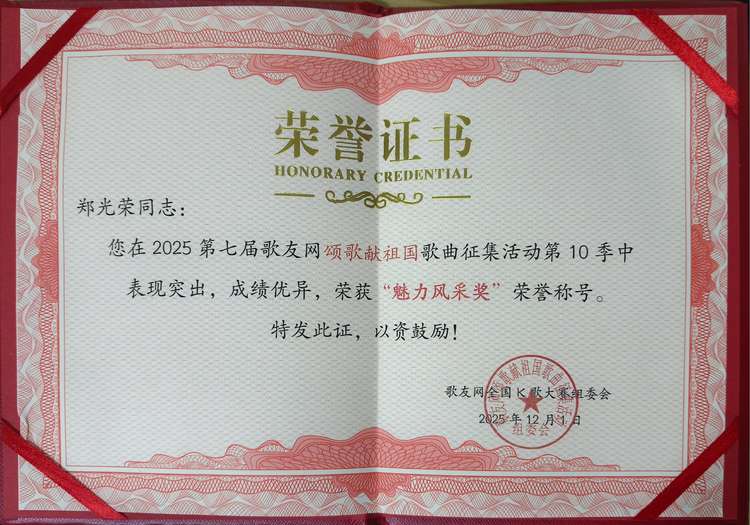 荣誉证书
HONORARY CREDENTIAL
郑光荣同志：
您在2025第七届歌友网颂歌献祖国歌曲征集活动第10季中
表现突出，成绩优异，荣获“魅力风采奖”荣誉称号。
特发此证，以资鼓励！
歌友网全国K歌大赛组委会
2025年12月1日
组委会